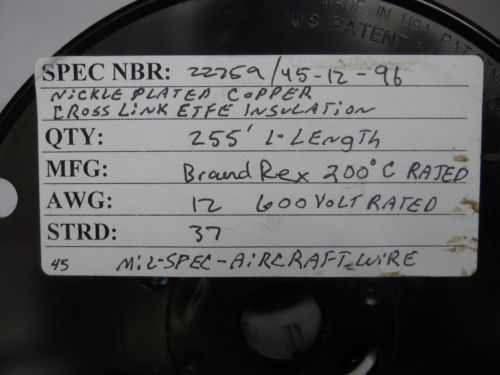 MADE IN USA PAT
U.S. PATENT
SPEC NBR: 22759/45-12-96
NICKLE PLATED COPPER
CROSS LINK ETFE INSULATION
QTY: 255' 1-LENGTH
MFG: Brand Rex 200°C RATED
AWG: 12 600 VOLT RATED
STRD: 37
45 MIL-SPEC-AIRCRAFT WIRE